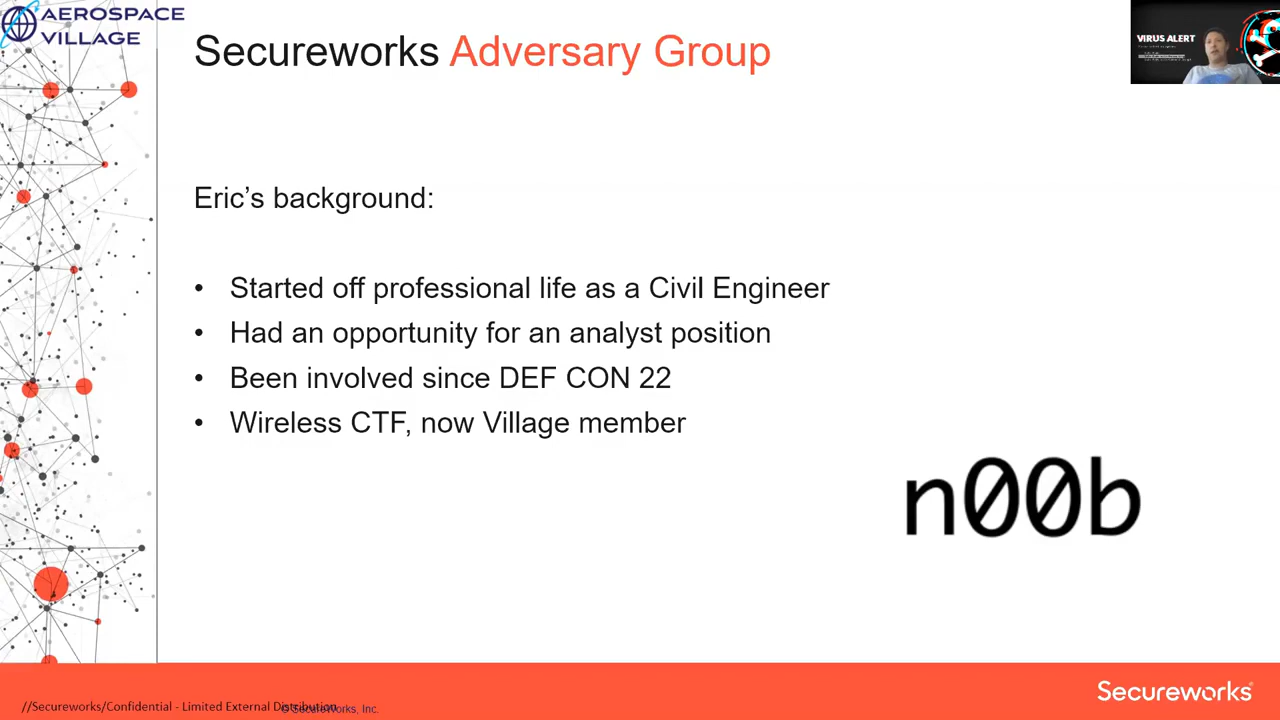 AEROSPACE
VILLAGE
Secureworks Adversary Group
VIRUS ALERT
Eric’s background:
• Started off professional life as a Civil Engineer
• Had an opportunity for an analyst position
• Been involved since DEF CON 22
• Wireless CTF, now Village member
n00b
Secureworks
//Secureworks/Confidential - Limited External Distribution
© SecureWorks, Inc.